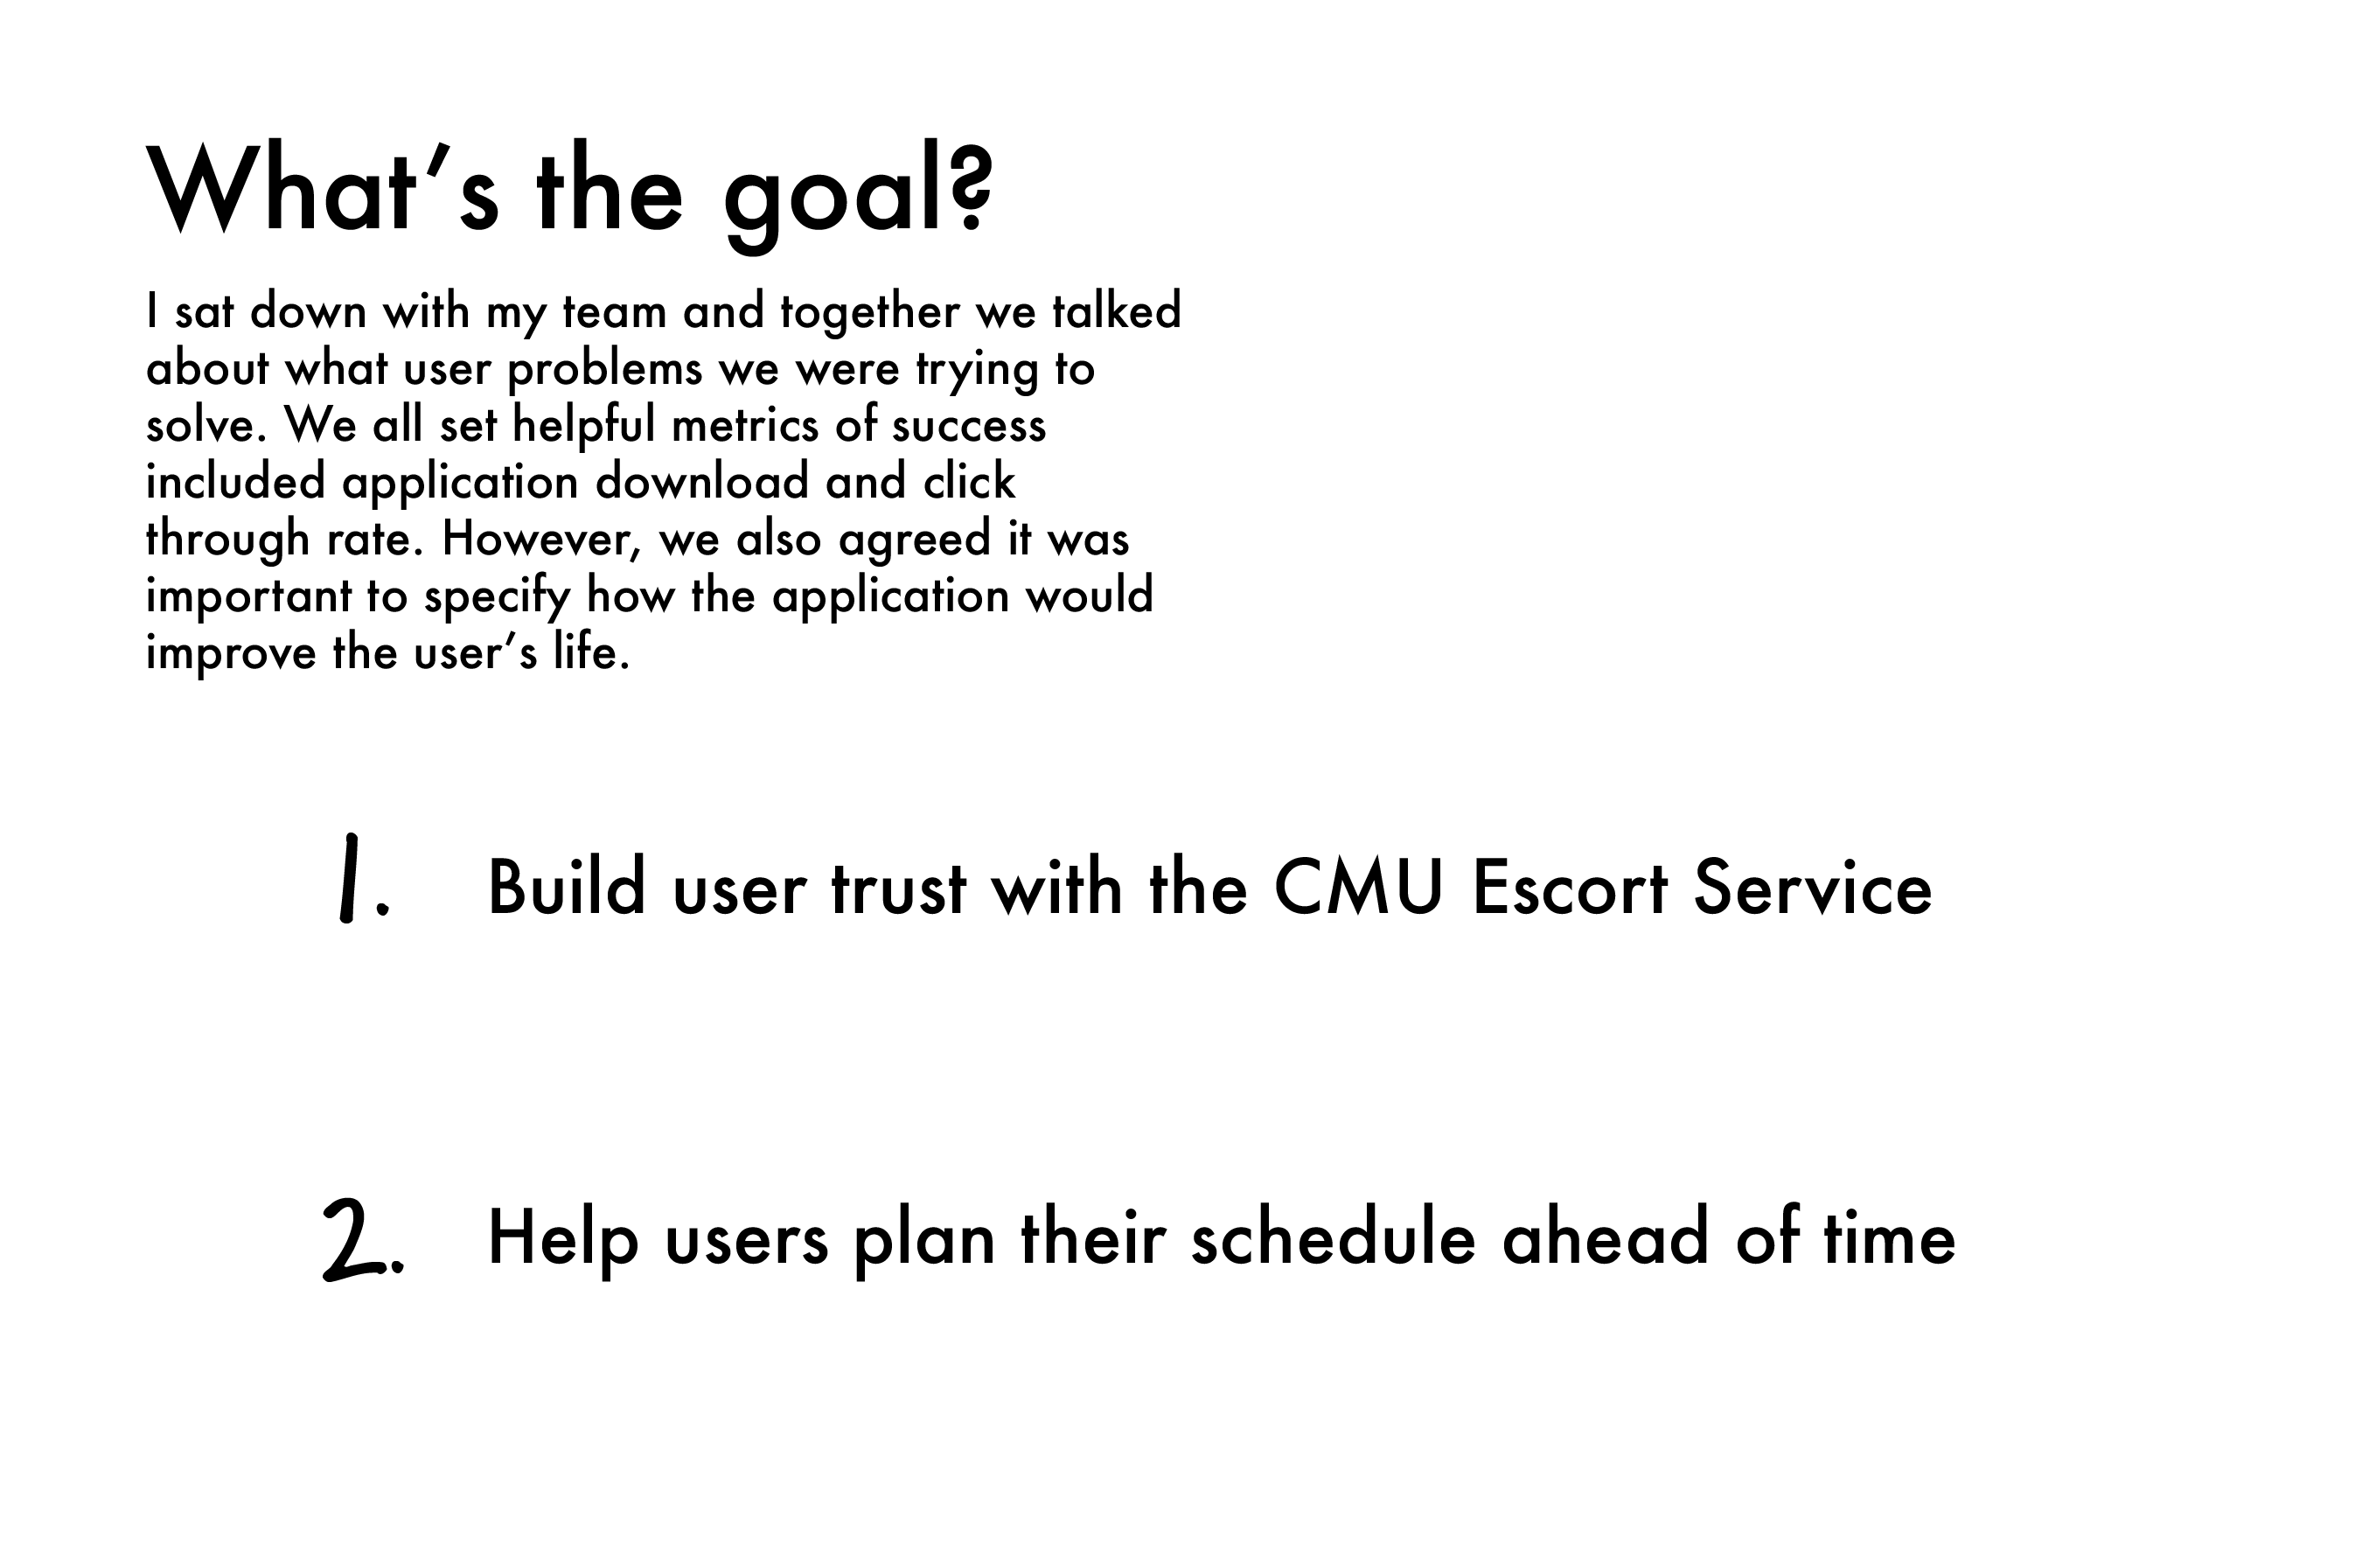 What's the goal?
I sat down with my team and together we talked
about what user problems we were trying to
solve. We all set helpful metrics of success
included application download and click
through rate. However, we also agreed it was
important to specify how the application would
improve the user's life.
1. Build user trust with the CMU Escort Service
2. Help users plan their schedule ahead of time